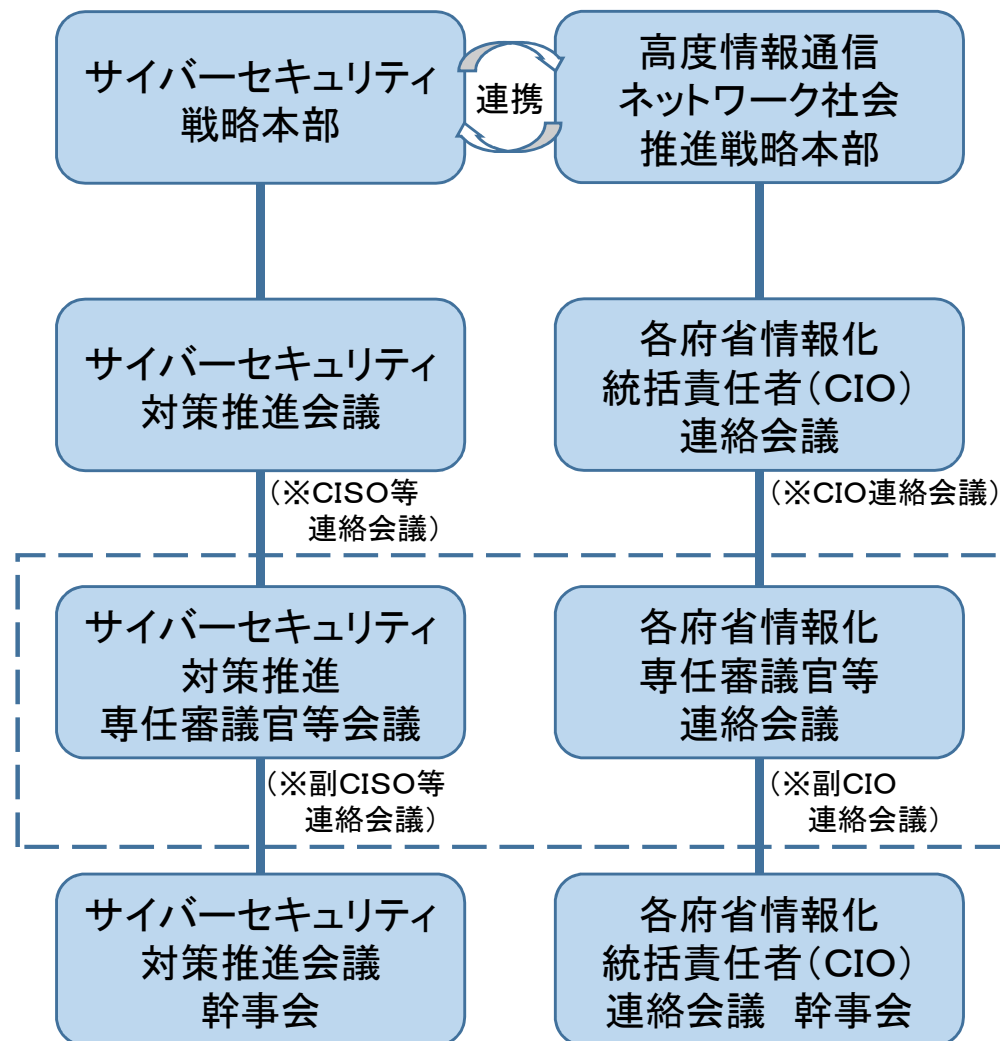 サイバーセキュリティ
戦略本部
連携
高度情報通信
ネットワーク社会
推進戦略本部
サイバーセキュリティ
対策推進会議
各府省情報化
統括責任者(CIO)
連絡会議
(※CISO等
連絡会議)
(※CIO連絡会議)
サイバーセキュリティ
対策推進
専任審議官等会議
各府省情報化
専任審議官等
連絡会議
(※副CISO等
連絡会議)
(※副CIO
連絡会議)
サイバーセキュリティ
対策推進会議
幹事会
各府省情報化
統括責任者(CIO)
連絡会議 幹事会